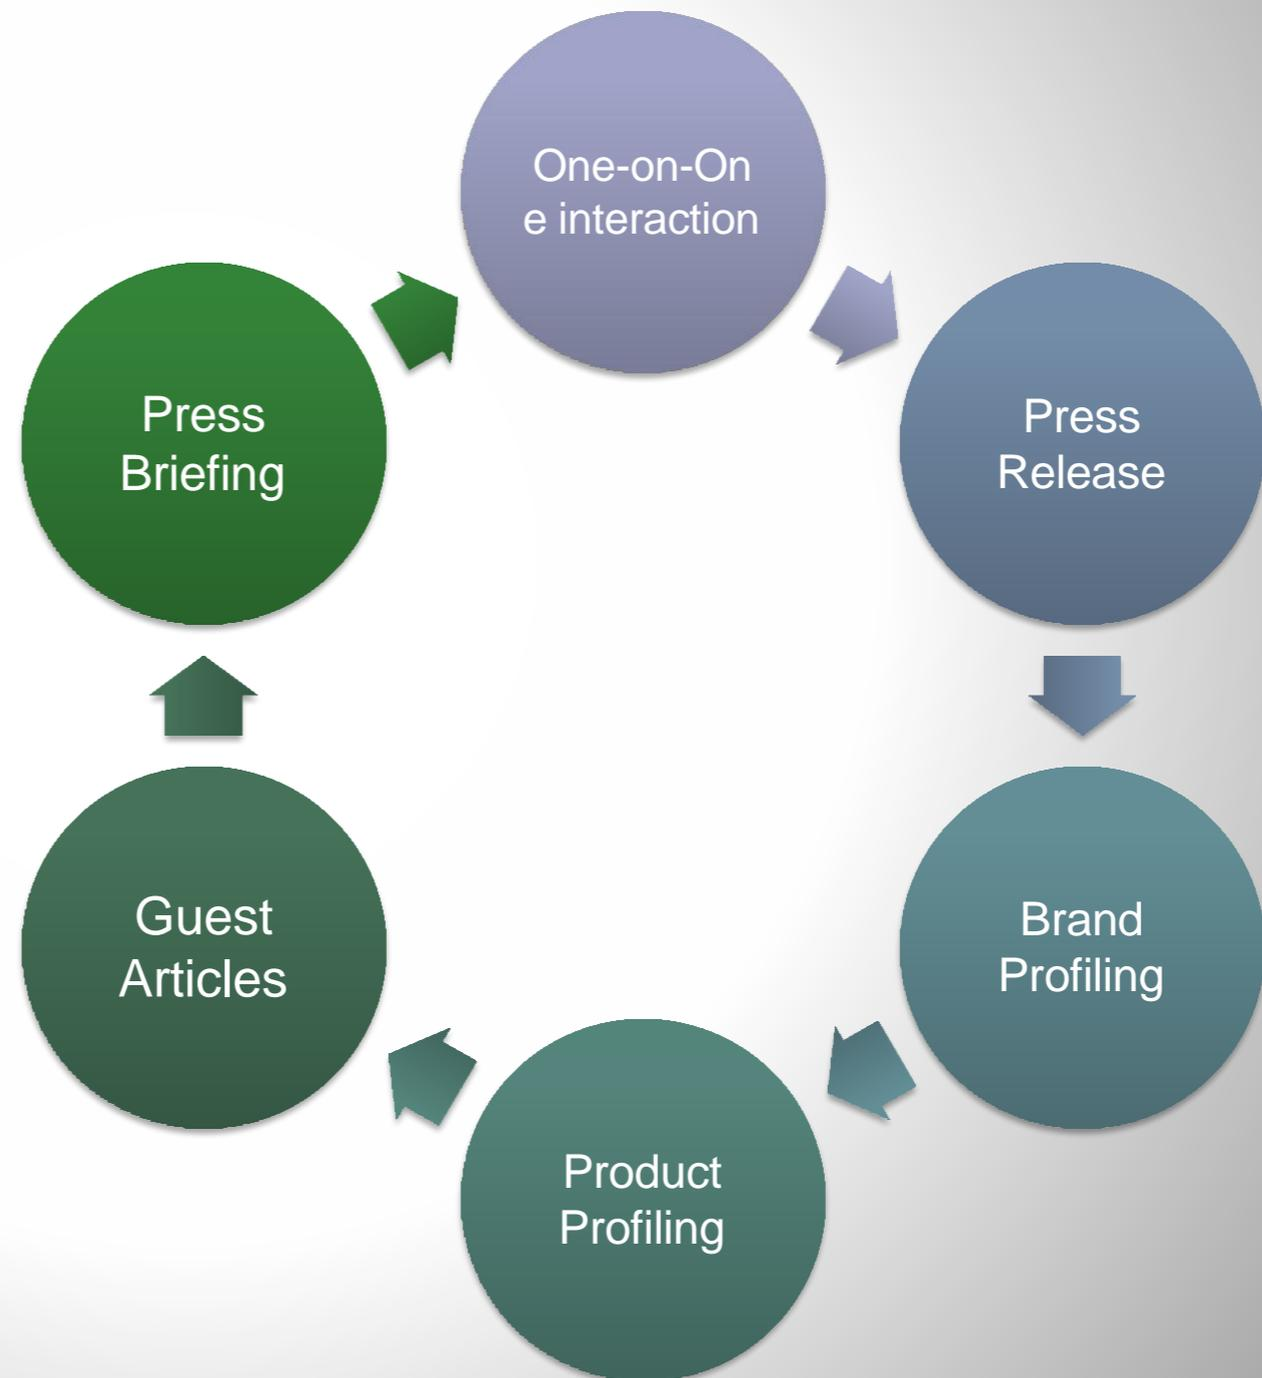 One-on-On
e interaction
Press
Release
Brand
Profiling
Product
Profiling
Guest
Articles
Press
Briefing